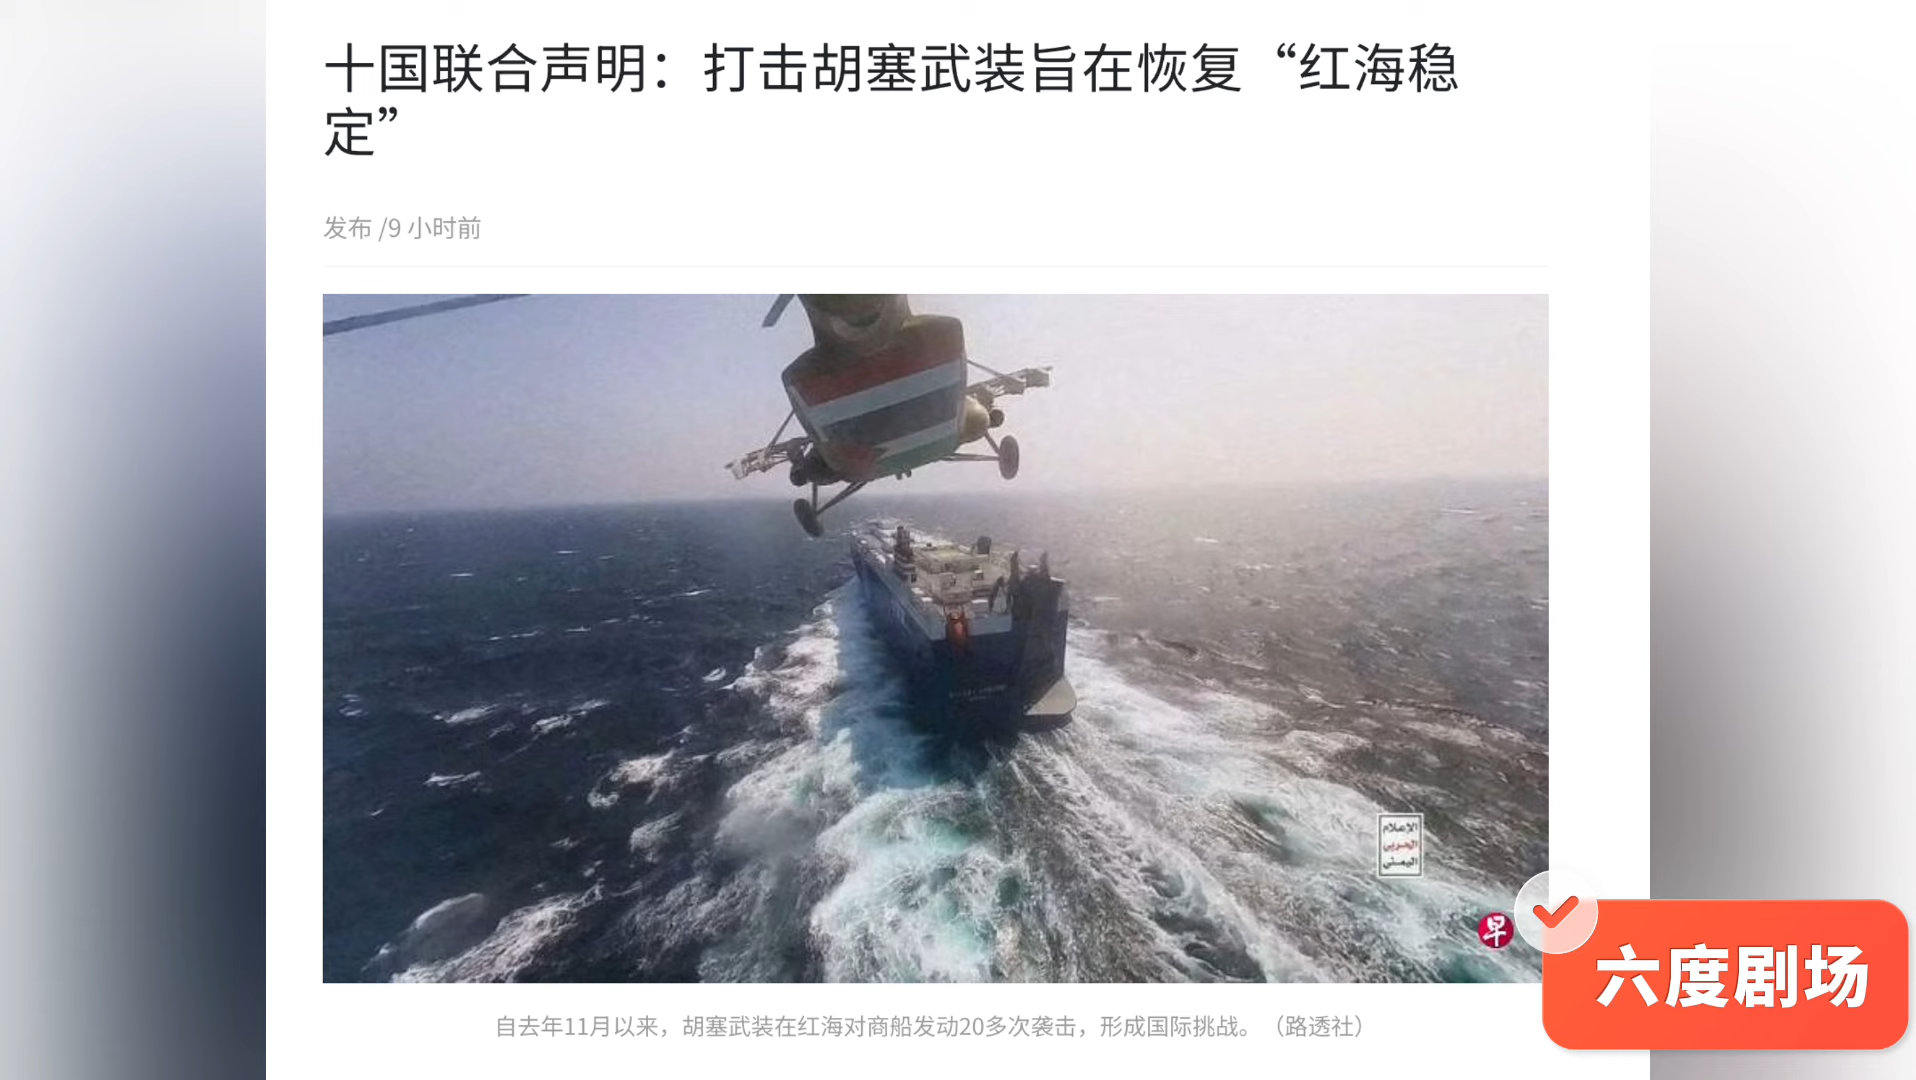 十国联合声明：打击胡塞武装旨在恢复“红海稳
定”
发布 /9 小时前
الإعلام
الحربي
اليمني
早
六度剧场
自去年11月以来，胡塞武装在红海对商船发动20多次袭击，形成国际挑战。（路透社）